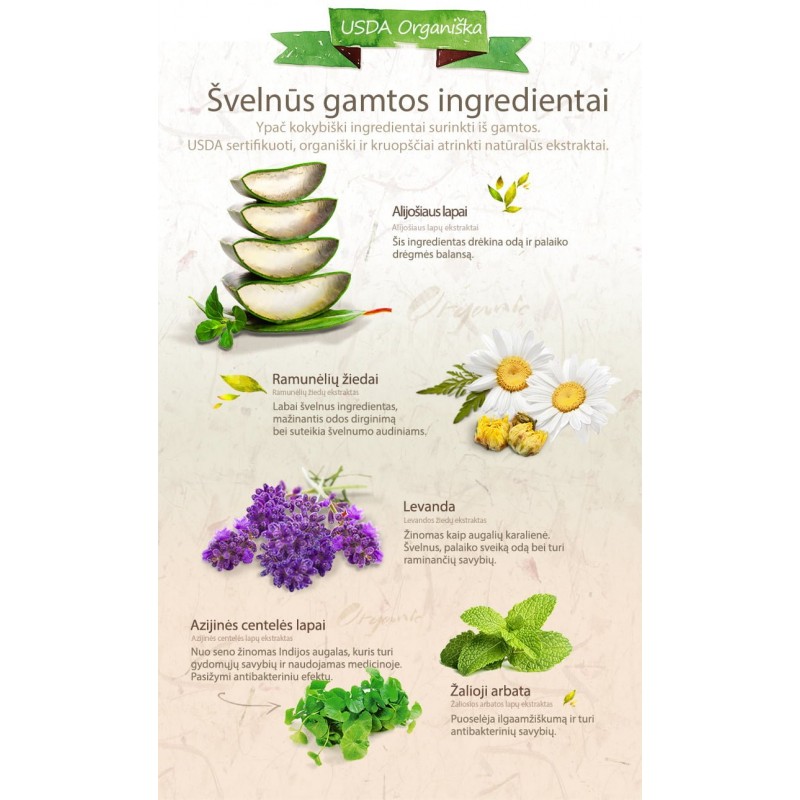 USDA Organiška
Švelnūs gamtos ingredientai
Ypač kokybiški ingredientai surinkti iš gamtos.
USDA sertifikuoti, organiški ir kruopščiai atrinkti natūralūs ekstraktai.
Alijošiaus lapai
Alijošiaus lapų ekstraktai
Šis ingredientas drėkina odą ir palaiko
drėgmės balansą.
Organic
Ramunėlių žiedai
Ramunėlių žiedų ekstraktas
Labai švelnus ingredientas,
mažinantis odos dirginimą
bei suteikia švelnumo audiniams.
Levanda
Levandos žiedų ekstraktas
Žinomas kaip augalių karalienė.
Švelnus, palaiko sveiką odą bei turi
raminančių savybių.
Organic
Azijinės centelės lapai
Azijinės centelės lapų ekstraktas
Nuo seno žinomas Indijos augalas, kuris turi
gydomųjų savybių ir naudojamas medicinoje.
Pasižymi antibakteriniu efektu.
Žalioji arbata
Žaliosios arbatos lapų ekstraktas
Puoselėja ilgaamžiškumą ir turi
antibakterinių savybių.